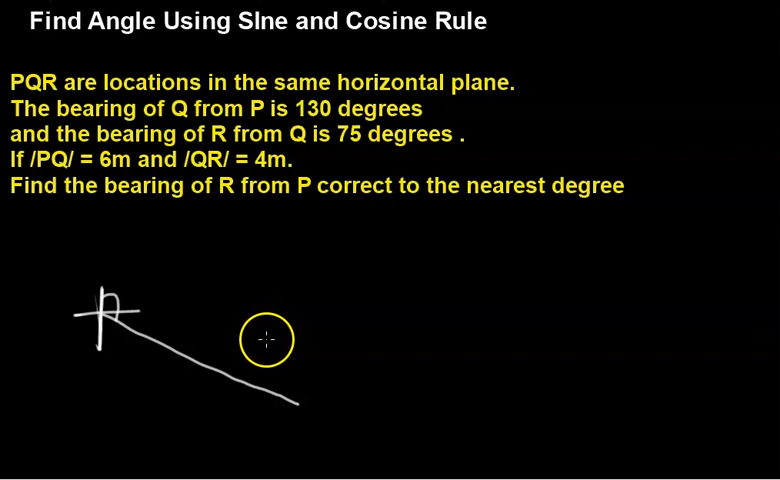 Find Angle Using SIne and Cosine Rule
PQR are locations in the same horizontal plane.
The bearing of Q from P is 130 degrees
and the bearing of R from Q is 75 degrees .
If /PQ/ = 6m and /QR/ = 4m.
Find the bearing of R from P correct to the nearest degree